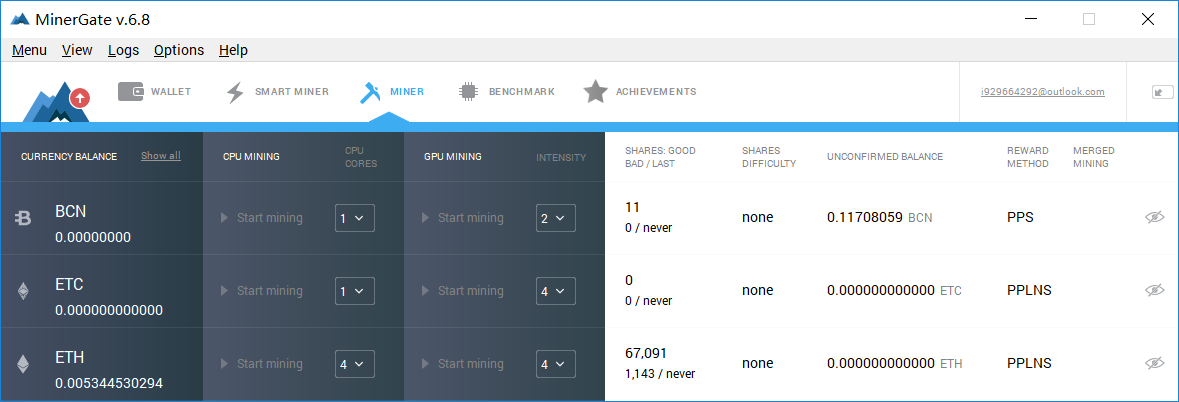 MinerGate v.6.8
Menu View Logs Options Help
WALLET SMART MINER MINER BENCHMARK ACHIEVEMENTS i929664292@outlook.com
CURRENCY BALANCE Show all CPU MINING CPU CORES GPU MINING INTENSITY SHARES: GOOD BAD / LAST SHARES DIFFICULTY UNCONFIRMED BALANCE REWARD METHOD MERGED MINING
BCN
0.00000000
Start mining 1 Start mining 2
11
0 / never
none 0.11708059 BCN PPS
ETC
0.000000000000
Start mining 1 Start mining 4
0
0 / never
none 0.000000000000 ETC PPLNS
ETH
0.005344530294
Start mining 4 Start mining 4
67,091
1,143 / never
none 0.000000000000 ETH PPLNS